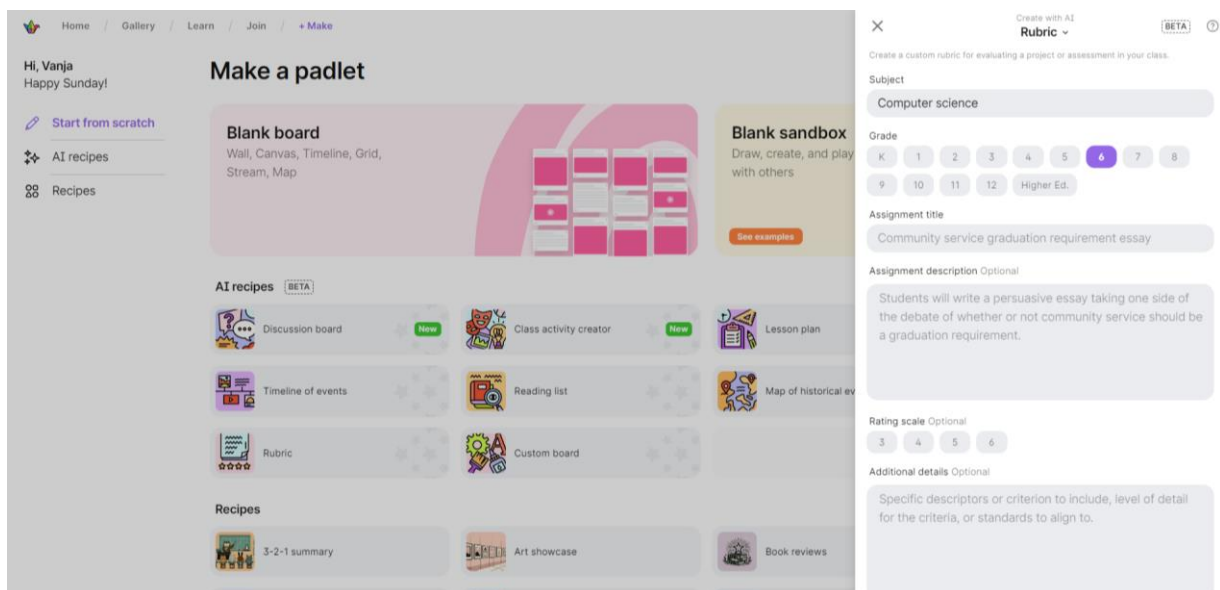 Home / Gallery / Learn / Join / + Make
Hi, Vanja
Happy Sunday!
Start from scratch
AI recipes
Recipes
Make a padlet
Blank board
Wall, Canvas, Timeline, Grid,
Stream, Map
Blank sandbox
Draw, create, and play
with others
See examples
AI recipes BETA
Discussion board New
Class activity creator New
Lesson plan
Timeline of events
Reading list
Map of historical ev
Rubric
Custom board
Recipes
3-2-1 summary
Art showcase
Book reviews
Create with AI
Rubric
BETA
?
Create a custom rubric for evaluating a project or assessment in your class.
Subject
Computer science
Grade
K 1 2 3 4 5 6 7 8
9 10 11 12 Higher Ed.
Assignment title
Community service graduation requirement essay
Assignment description Optional
Students will write a persuasive essay taking one side of
the debate of whether or not community service should be
a graduation requirement.
Rating scale Optional
3 4 5 6
Additional details Optional
Specific descriptors or criterion to include, level of detail
for the criteria, or standards to align to.